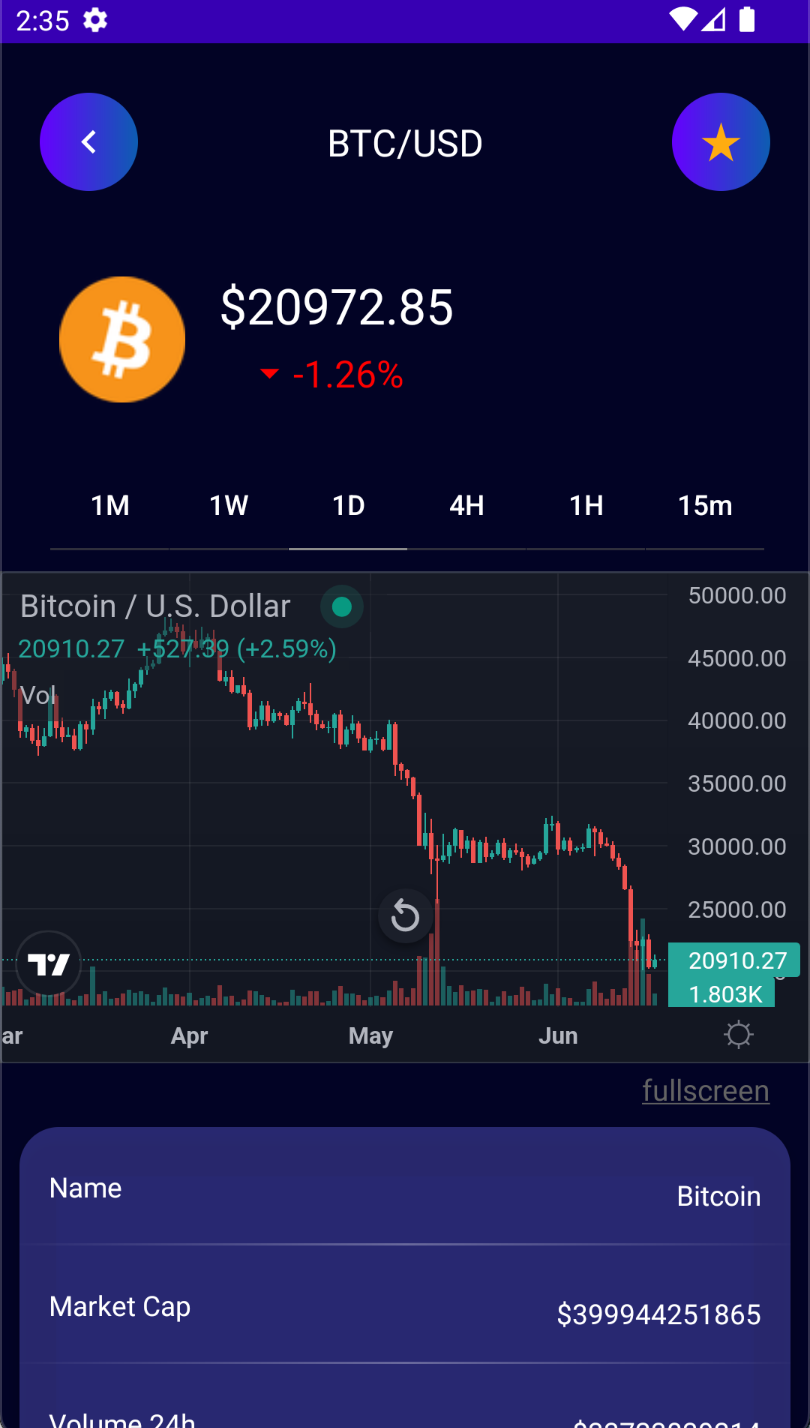 2:35
BTC/USD
$20972.85
-1.26%
1M 1W 1D 4H 1H 15m
Bitcoin / U.S. Dollar
20910.27 +527.39 (+2.59%)
Vol
50000.00
45000.00
40000.00
35000.00
30000.00
25000.00
20910.27
1.803K
ar Apr May Jun
fullscreen
Name Bitcoin
Market Cap $399944251865
Volume 24h